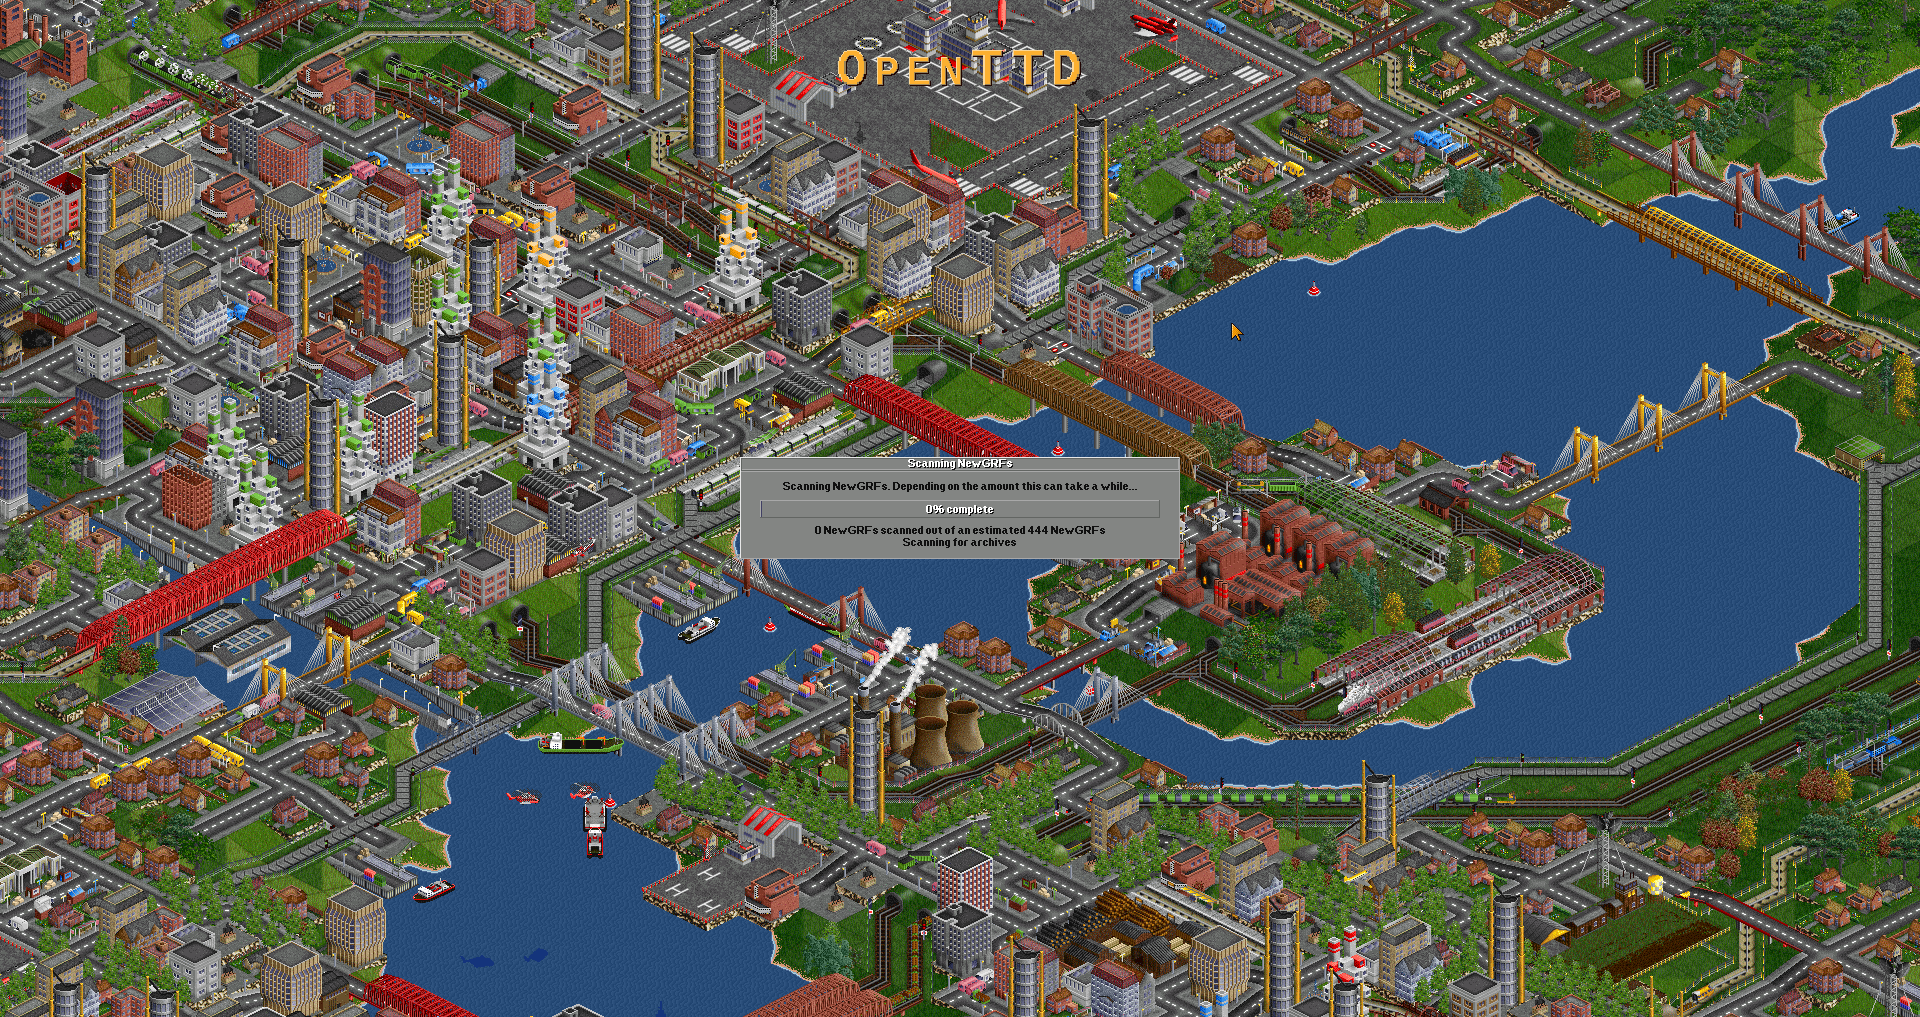 OPENTTD
Scanning NewGRFs
Scanning NewGRFs. Depending on the amount this can take a while...
0% complete
0 NewGRFs scanned out of an estimated 444 NewGRFs
Scanning for archives